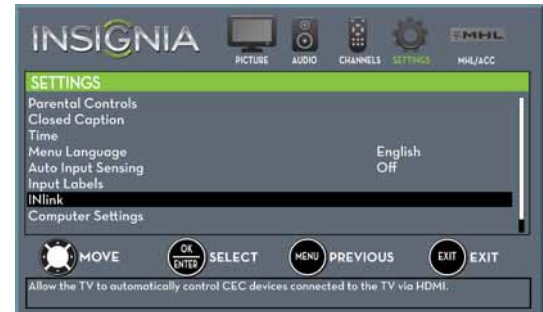 INSIGNIA
PICTURE AUDIO CHANNELS SETTINGS MHL MHL/ACC
SETTINGS
Parental Controls
Closed Caption
Time
Menu Language English
Auto Input Sensing Off
Input Labels
INlink
Computer Settings
MOVE OK ENTER SELECT MENU PREVIOUS EXIT EXIT
Allow the TV to automatically control CEC devices connected to the TV via HDMI.